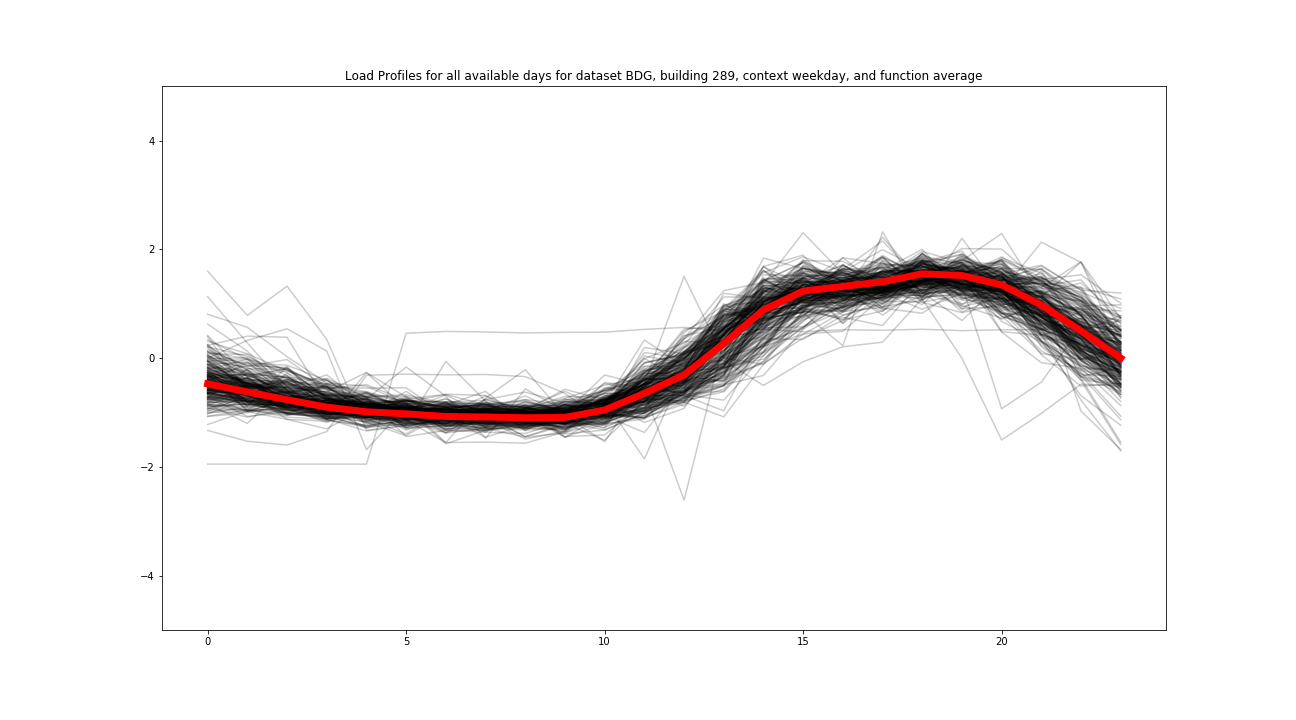 Load Profiles for all available days for dataset BDG, building 289, context weekday, and function average
4
2
0
−2
−4
0 5 10 15 20